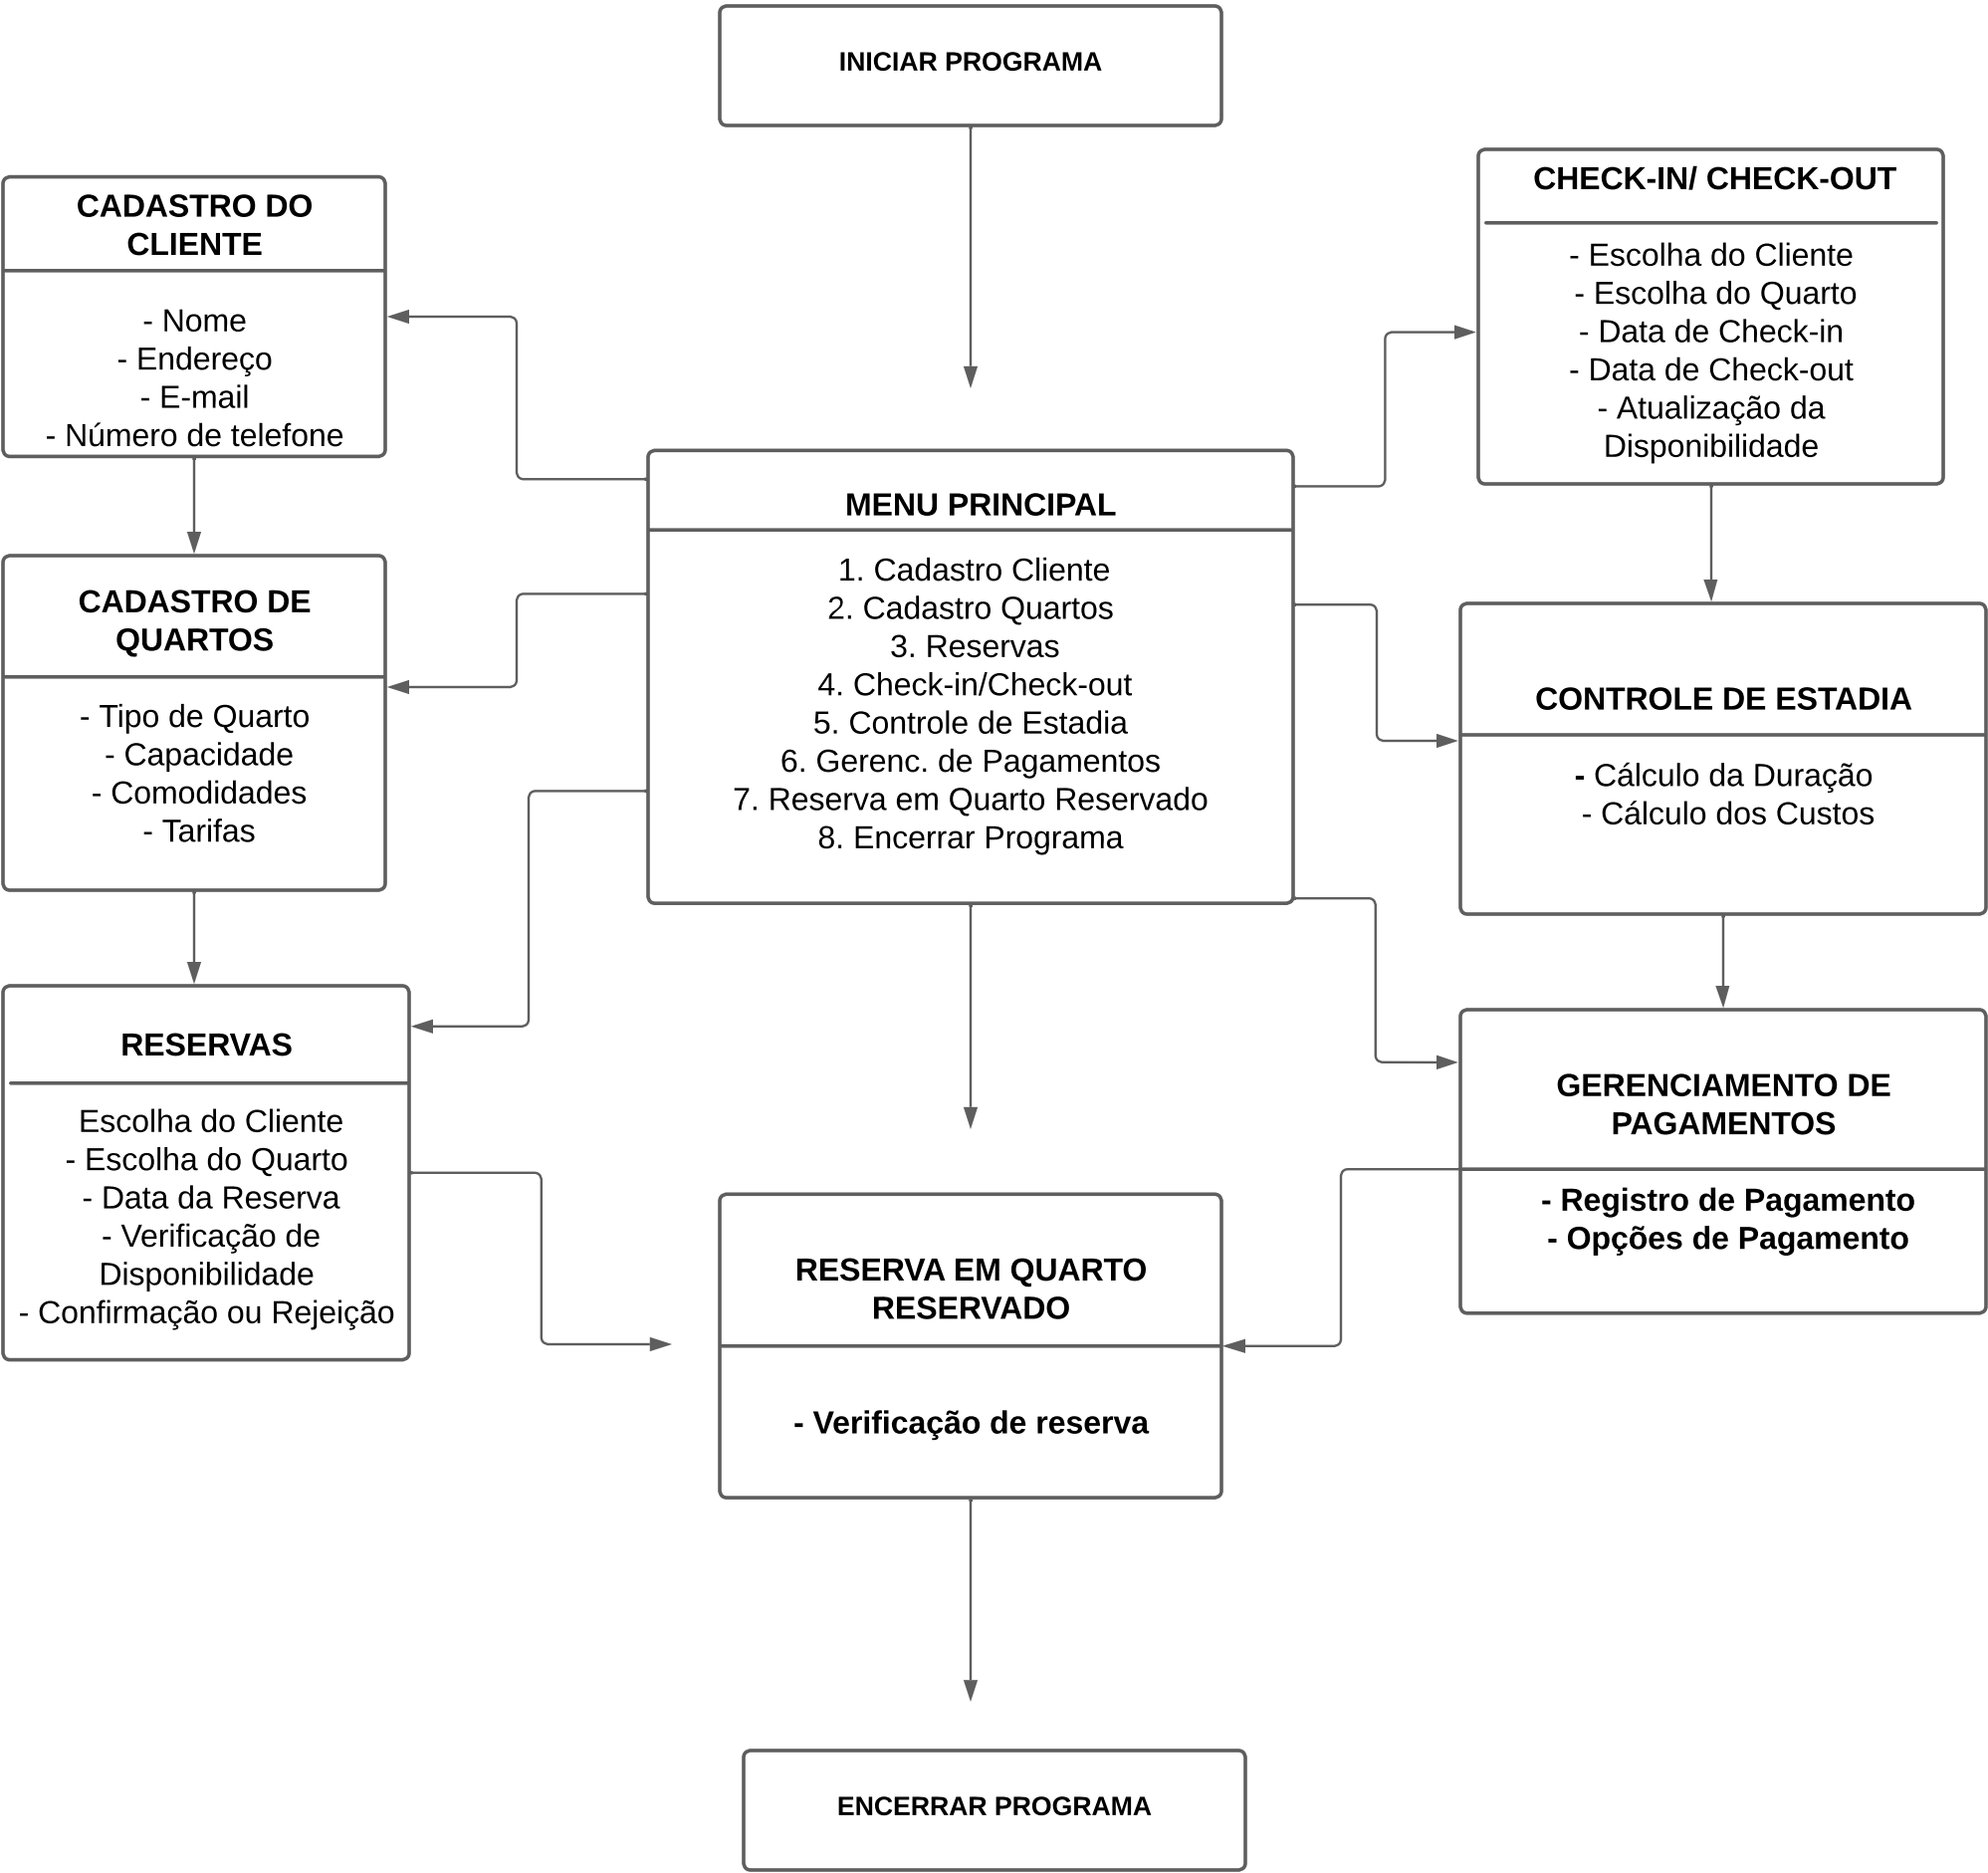 INICIAR PROGRAMA
CADASTRO DO
CLIENTE
- Nome
- Endereço
- E-mail
- Número de telefone
CHECK-IN/ CHECK-OUT
- Escolha do Cliente
- Escolha do Quarto
- Data de Check-in
- Data de Check-out
- Atualização da
Disponibilidade
MENU PRINCIPAL
1. Cadastro Cliente
2. Cadastro Quartos
3. Reservas
4. Check-in/Check-out
5. Controle de Estadia
6. Gerenc. de Pagamentos
7. Reserva em Quarto Reservado
8. Encerrar Programa
CADASTRO DE
QUARTOS
- Tipo de Quarto
- Capacidade
- Comodidades
- Tarifas
CONTROLE DE ESTADIA
- Cálculo da Duração
- Cálculo dos Custos
RESERVAS
Escolha do Cliente
- Escolha do Quarto
- Data da Reserva
- Verificação de
Disponibilidade
- Confirmação ou Rejeição
GERENCIAMENTO DE
PAGAMENTOS
- Registro de Pagamento
- Opções de Pagamento
RESERVA EM QUARTO
RESERVADO
- Verificação de reserva
ENCERRAR PROGRAMA